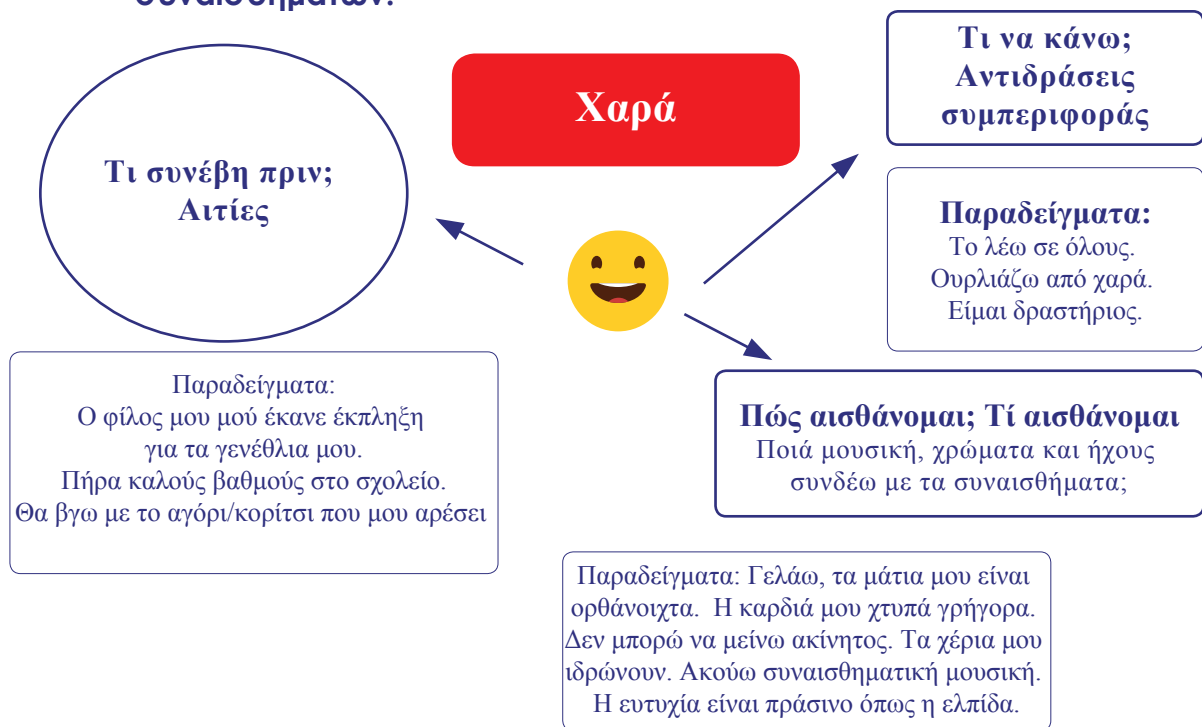 συναισθημάτων.
Χαρά
Τι συνέβη πριν;
Αιτίες
Τι να κάνω;
Αντιδράσεις
συμπεριφοράς
Παραδείγματα:
Το λέω σε όλους.
Ουρλιάζω από χαρά.
Είμαι δραστήριος.
Παραδείγματα:
Ο φίλος μου μού έκανε έκπληξη
για τα γενέθλια μου.
Πήρα καλούς βαθμούς στο σχολείο.
Θα βγω με το αγόρι/κορίτσι που μου αρέσει
Πώς αισθάνομαι; Τί αισθάνομαι
Ποιά μουσική, χρώματα και ήχους
συνδέω με τα συναισθήματα;
Παραδείγματα: Γελάω, τα μάτια μου είναι
ορθάνοιχτα. Η καρδιά μου χτυπά γρήγορα.
Δεν μπορώ να μείνω ακίνητος. Τα χέρια μου
ιδρώνουν. Ακούω συναισθηματική μουσική.
Η ευτυχία είναι πράσινο όπως η ελπίδα.